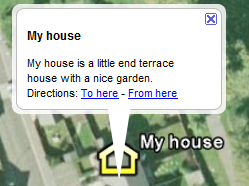 My house
My house is a little end terrace
house with a nice garden.
Directions: To here - From here
My house